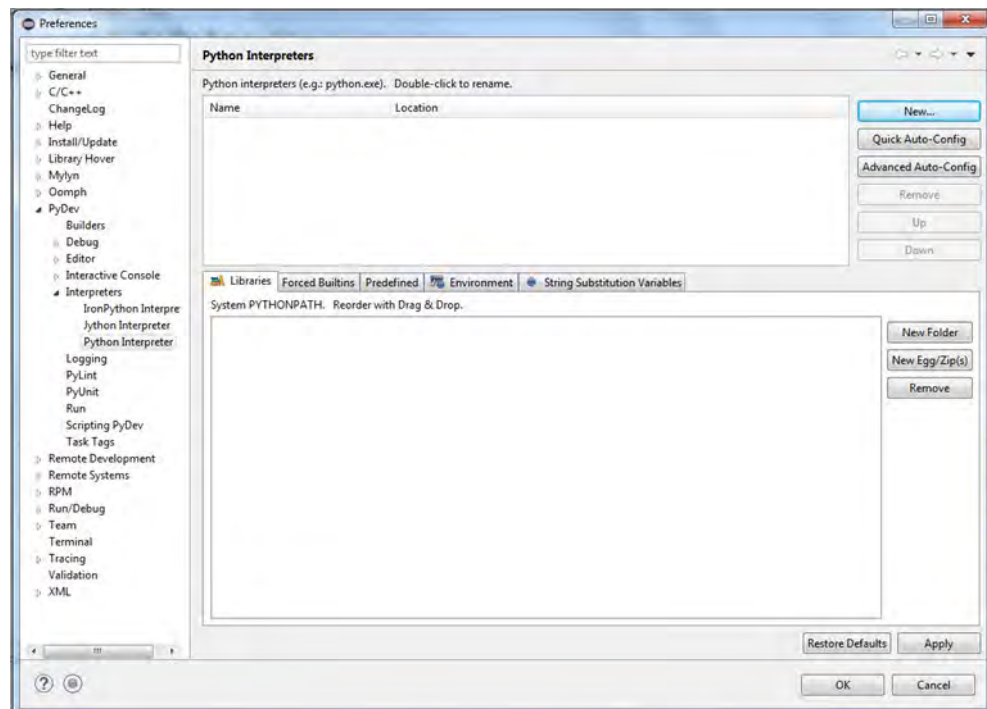 Preferences
type filter text
General
C/C++
ChangeLog
Help
Install/Update
Library Hover
Mylyn
Oomph
PyDev
Builders
Debug
Editor
Interactive Console
Interpreters
IronPython Interpre
Jython Interpreter
Python Interpreter
Logging
PyLint
PyUnit
Run
Scripting PyDev
Task Tags
Remote Development
Remote Systems
RPM
Run/Debug
Team
Terminal
Tracing
Validation
XML
Python Interpreters
Python interpreters (e.g.: python.exe). Double-click to rename.
Name Location
New...
Quick Auto-Config
Advanced Auto-Config
Remove
Up
Down
Libraries Forced Builtins Predefined Environment String Substitution Variables
System PYTHONPATH. Reorder with Drag & Drop.
New Folder
New Egg/Zip(s)
Remove
Restore Defaults Apply
OK Cancel